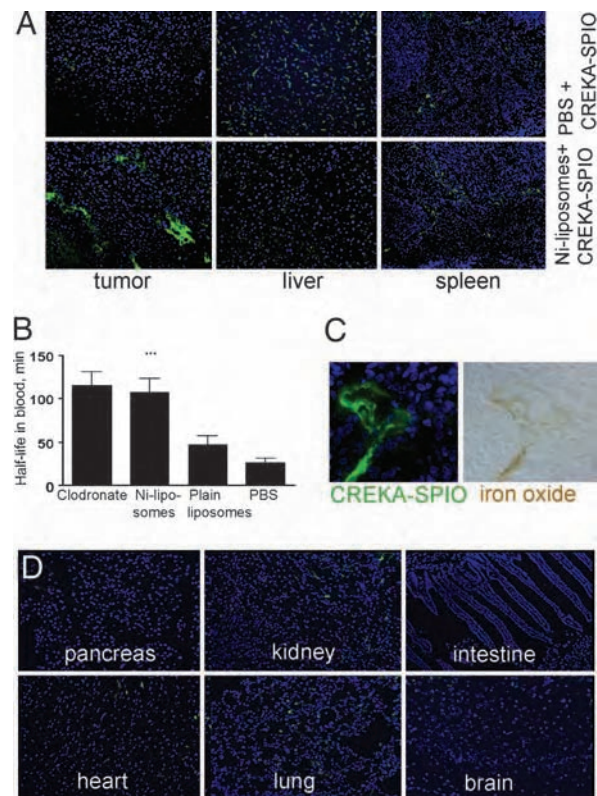 A
PBS +
CREKA-SPIO
Ni-liposomes+
CREKA-SPIO
tumor
liver
spleen
B
Half-life in blood, min
150
100
50
0
...
Clodronate
Ni-lipo-
somes
Plain
liposomes
PBS
C
CREKA-SPIO
iron oxide
D
pancreas
kidney
intestine
heart
lung
brain